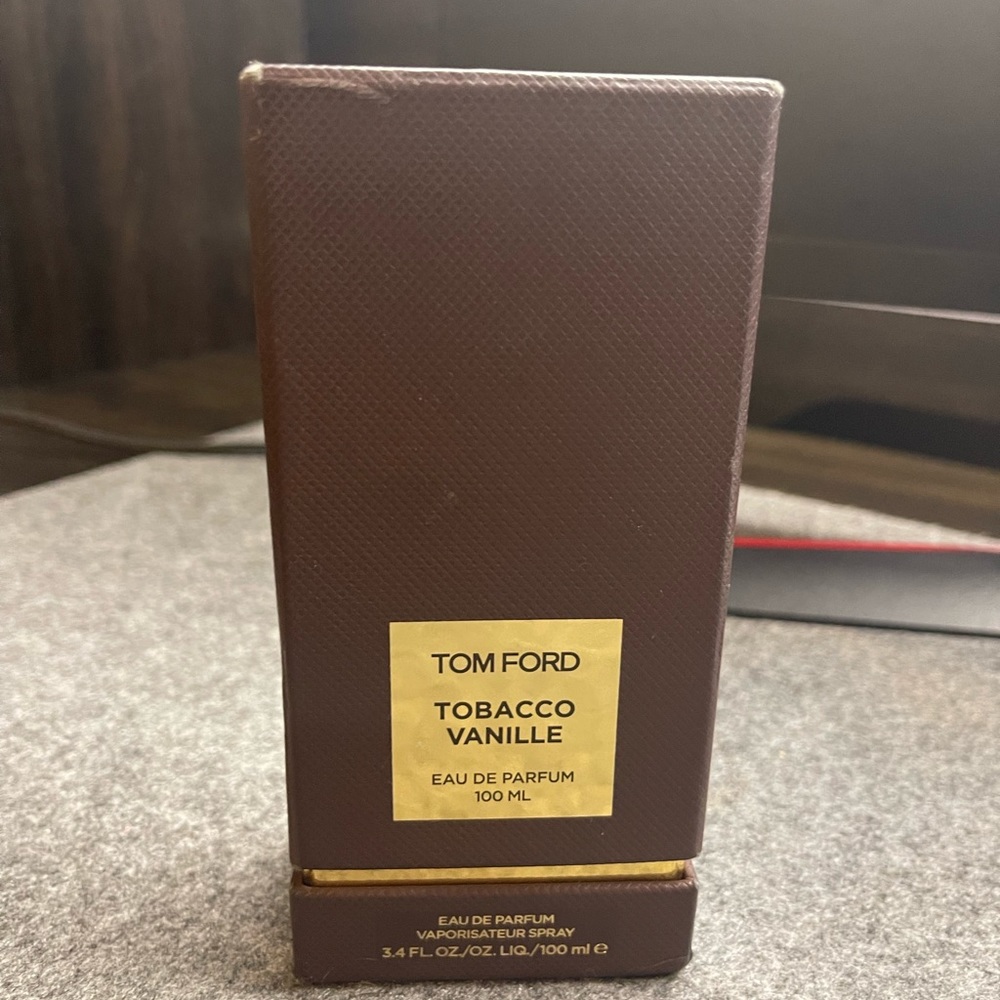 TOM FORD
TOBACCO
VANILLE
EAU DE PARFUM
100 ML
EAU DE PARFUM
VAPORISATEUR SPRAY
3.4 FL. OZ./OZ. LIQ./100 ml ℮